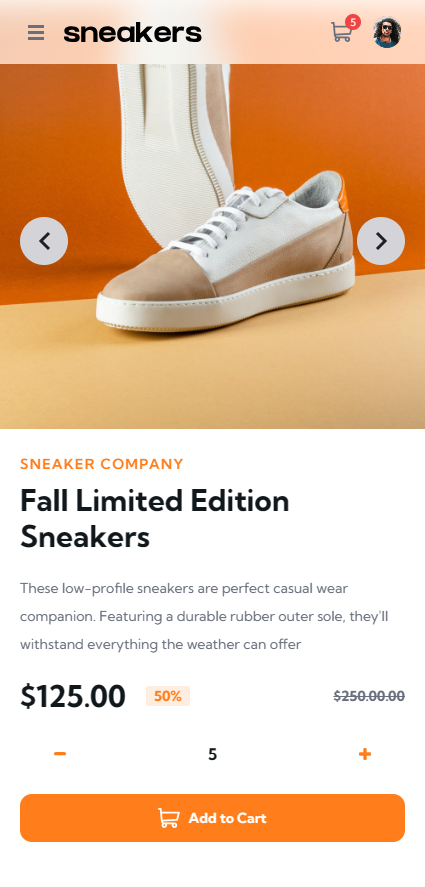 sneakers
5
SNEAKER COMPANY
Fall Limited Edition
Sneakers
These low-profile sneakers are perfect casual wear
companion. Featuring a durable rubber outer sole, they'll
withstand everything the weather can offer
$125.00 50% $250.00.00
5
Add to Cart